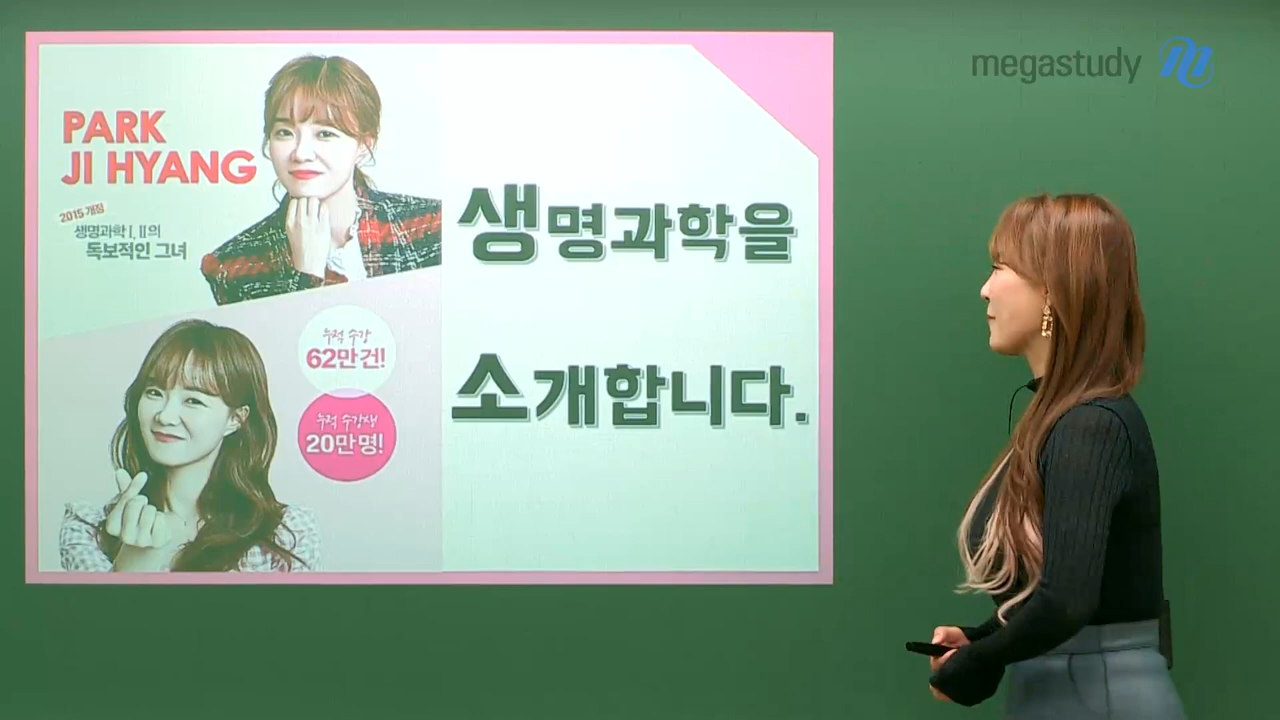 megastudy
PARK
JI HYANG
2015 개정
생명과학 I, II의
독보적인 그녀
누적 수강
62만 건!
누적 수강생
20만 명!
생명과학을
소개합니다.